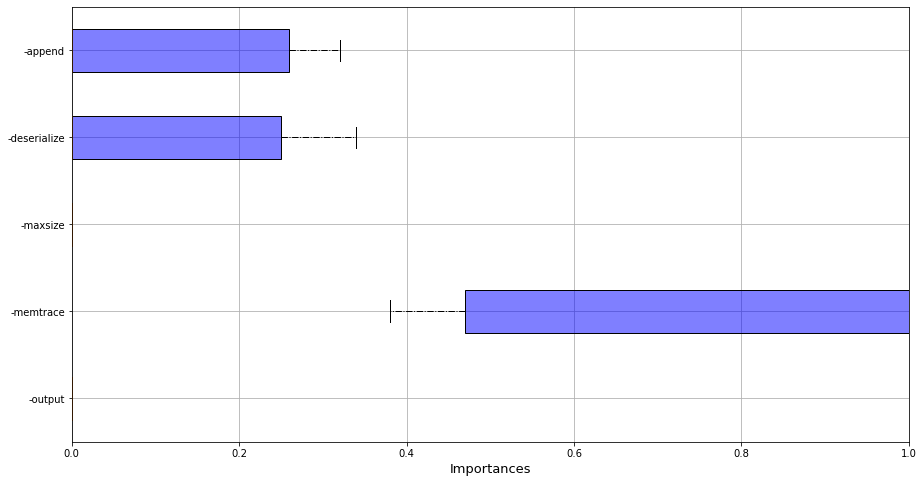 -append
-deserialize
-maxsize
-memtrace
-output
0.0 0.2 0.4 0.6 0.8 1.0
Importances